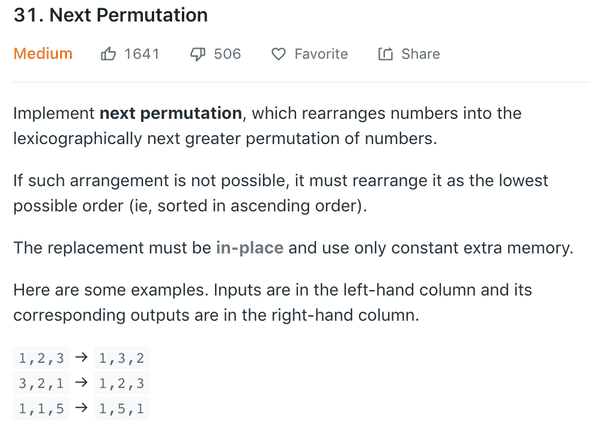 31. Next Permutation
Medium 1641 506 Favorite Share
Implement next permutation, which rearranges numbers into the
lexicographically next greater permutation of numbers.
If such arrangement is not possible, it must rearrange it as the lowest
possible order (ie, sorted in ascending order).
The replacement must be in-place and use only constant extra memory.
Here are some examples. Inputs are in the left-hand column and its
corresponding outputs are in the right-hand column.
1,2,3 → 1,3,2
3,2,1 → 1,2,3
1,1,5 → 1,5,1